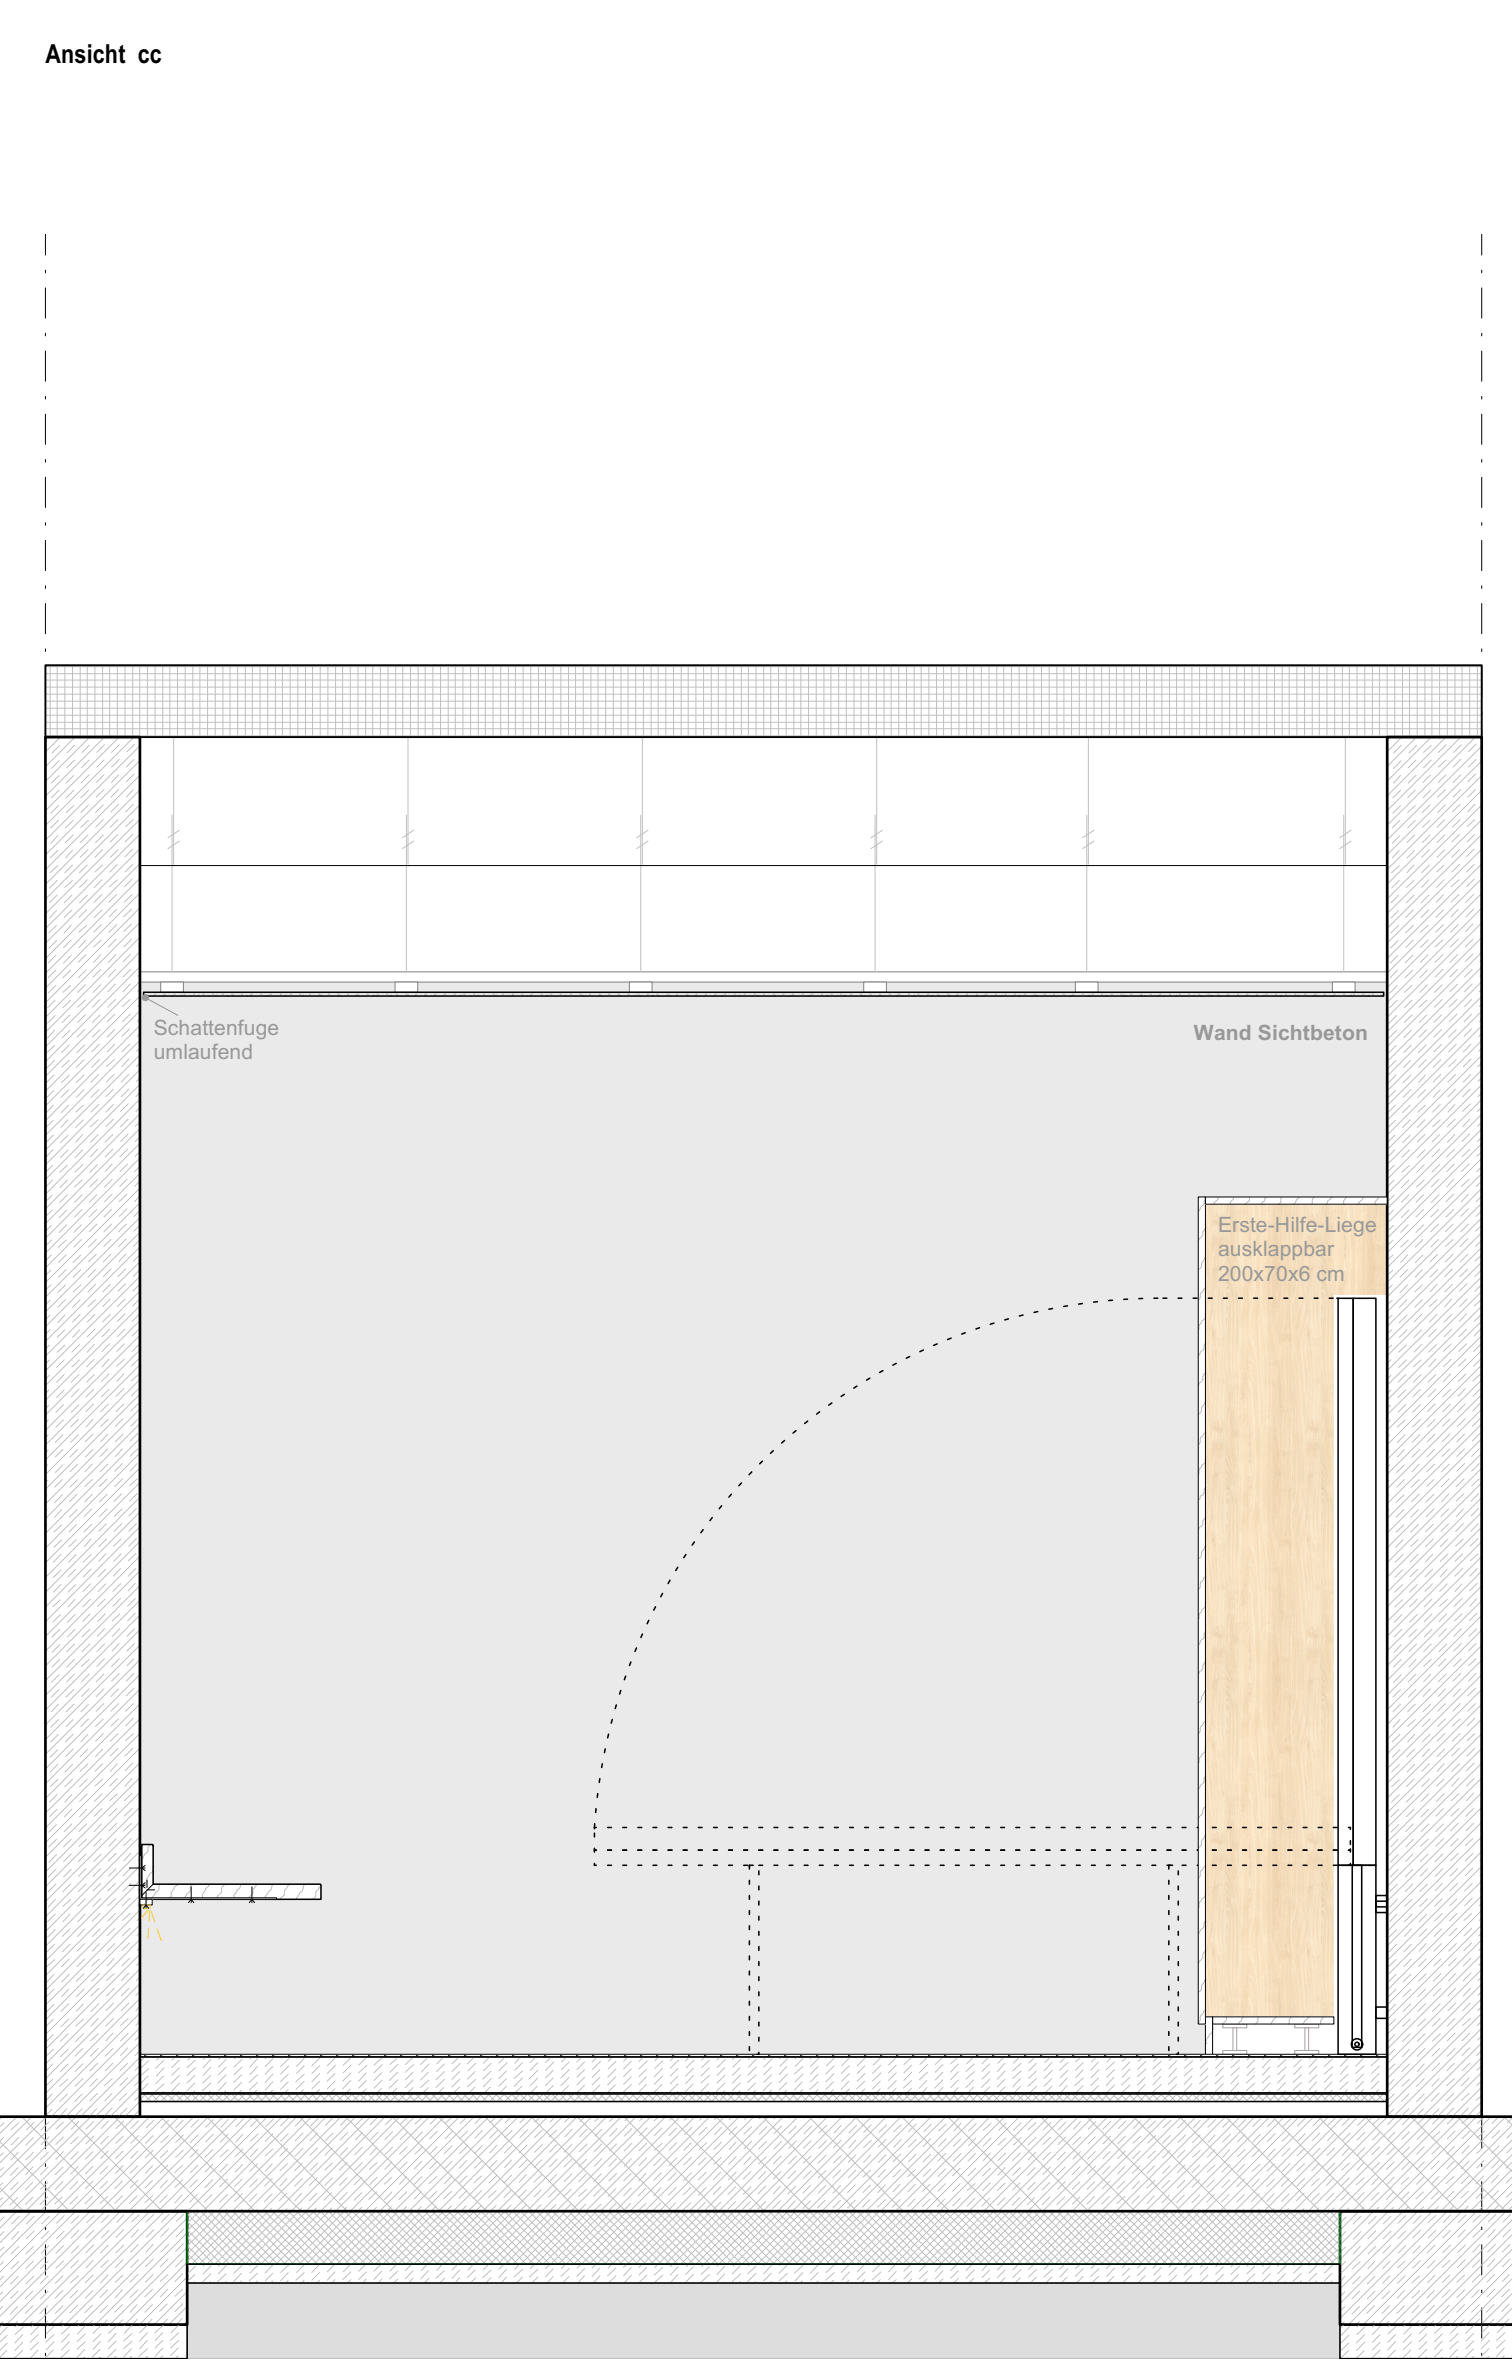 Ansicht cc
Schattenfuge
umlaufend
Wand Sichtbeton
Erste-Hilfe-Liege
ausklappbar
200x70x6 cm